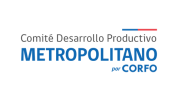 Comité Desarrollo Productivo
METROPOLITANO
por CORFO